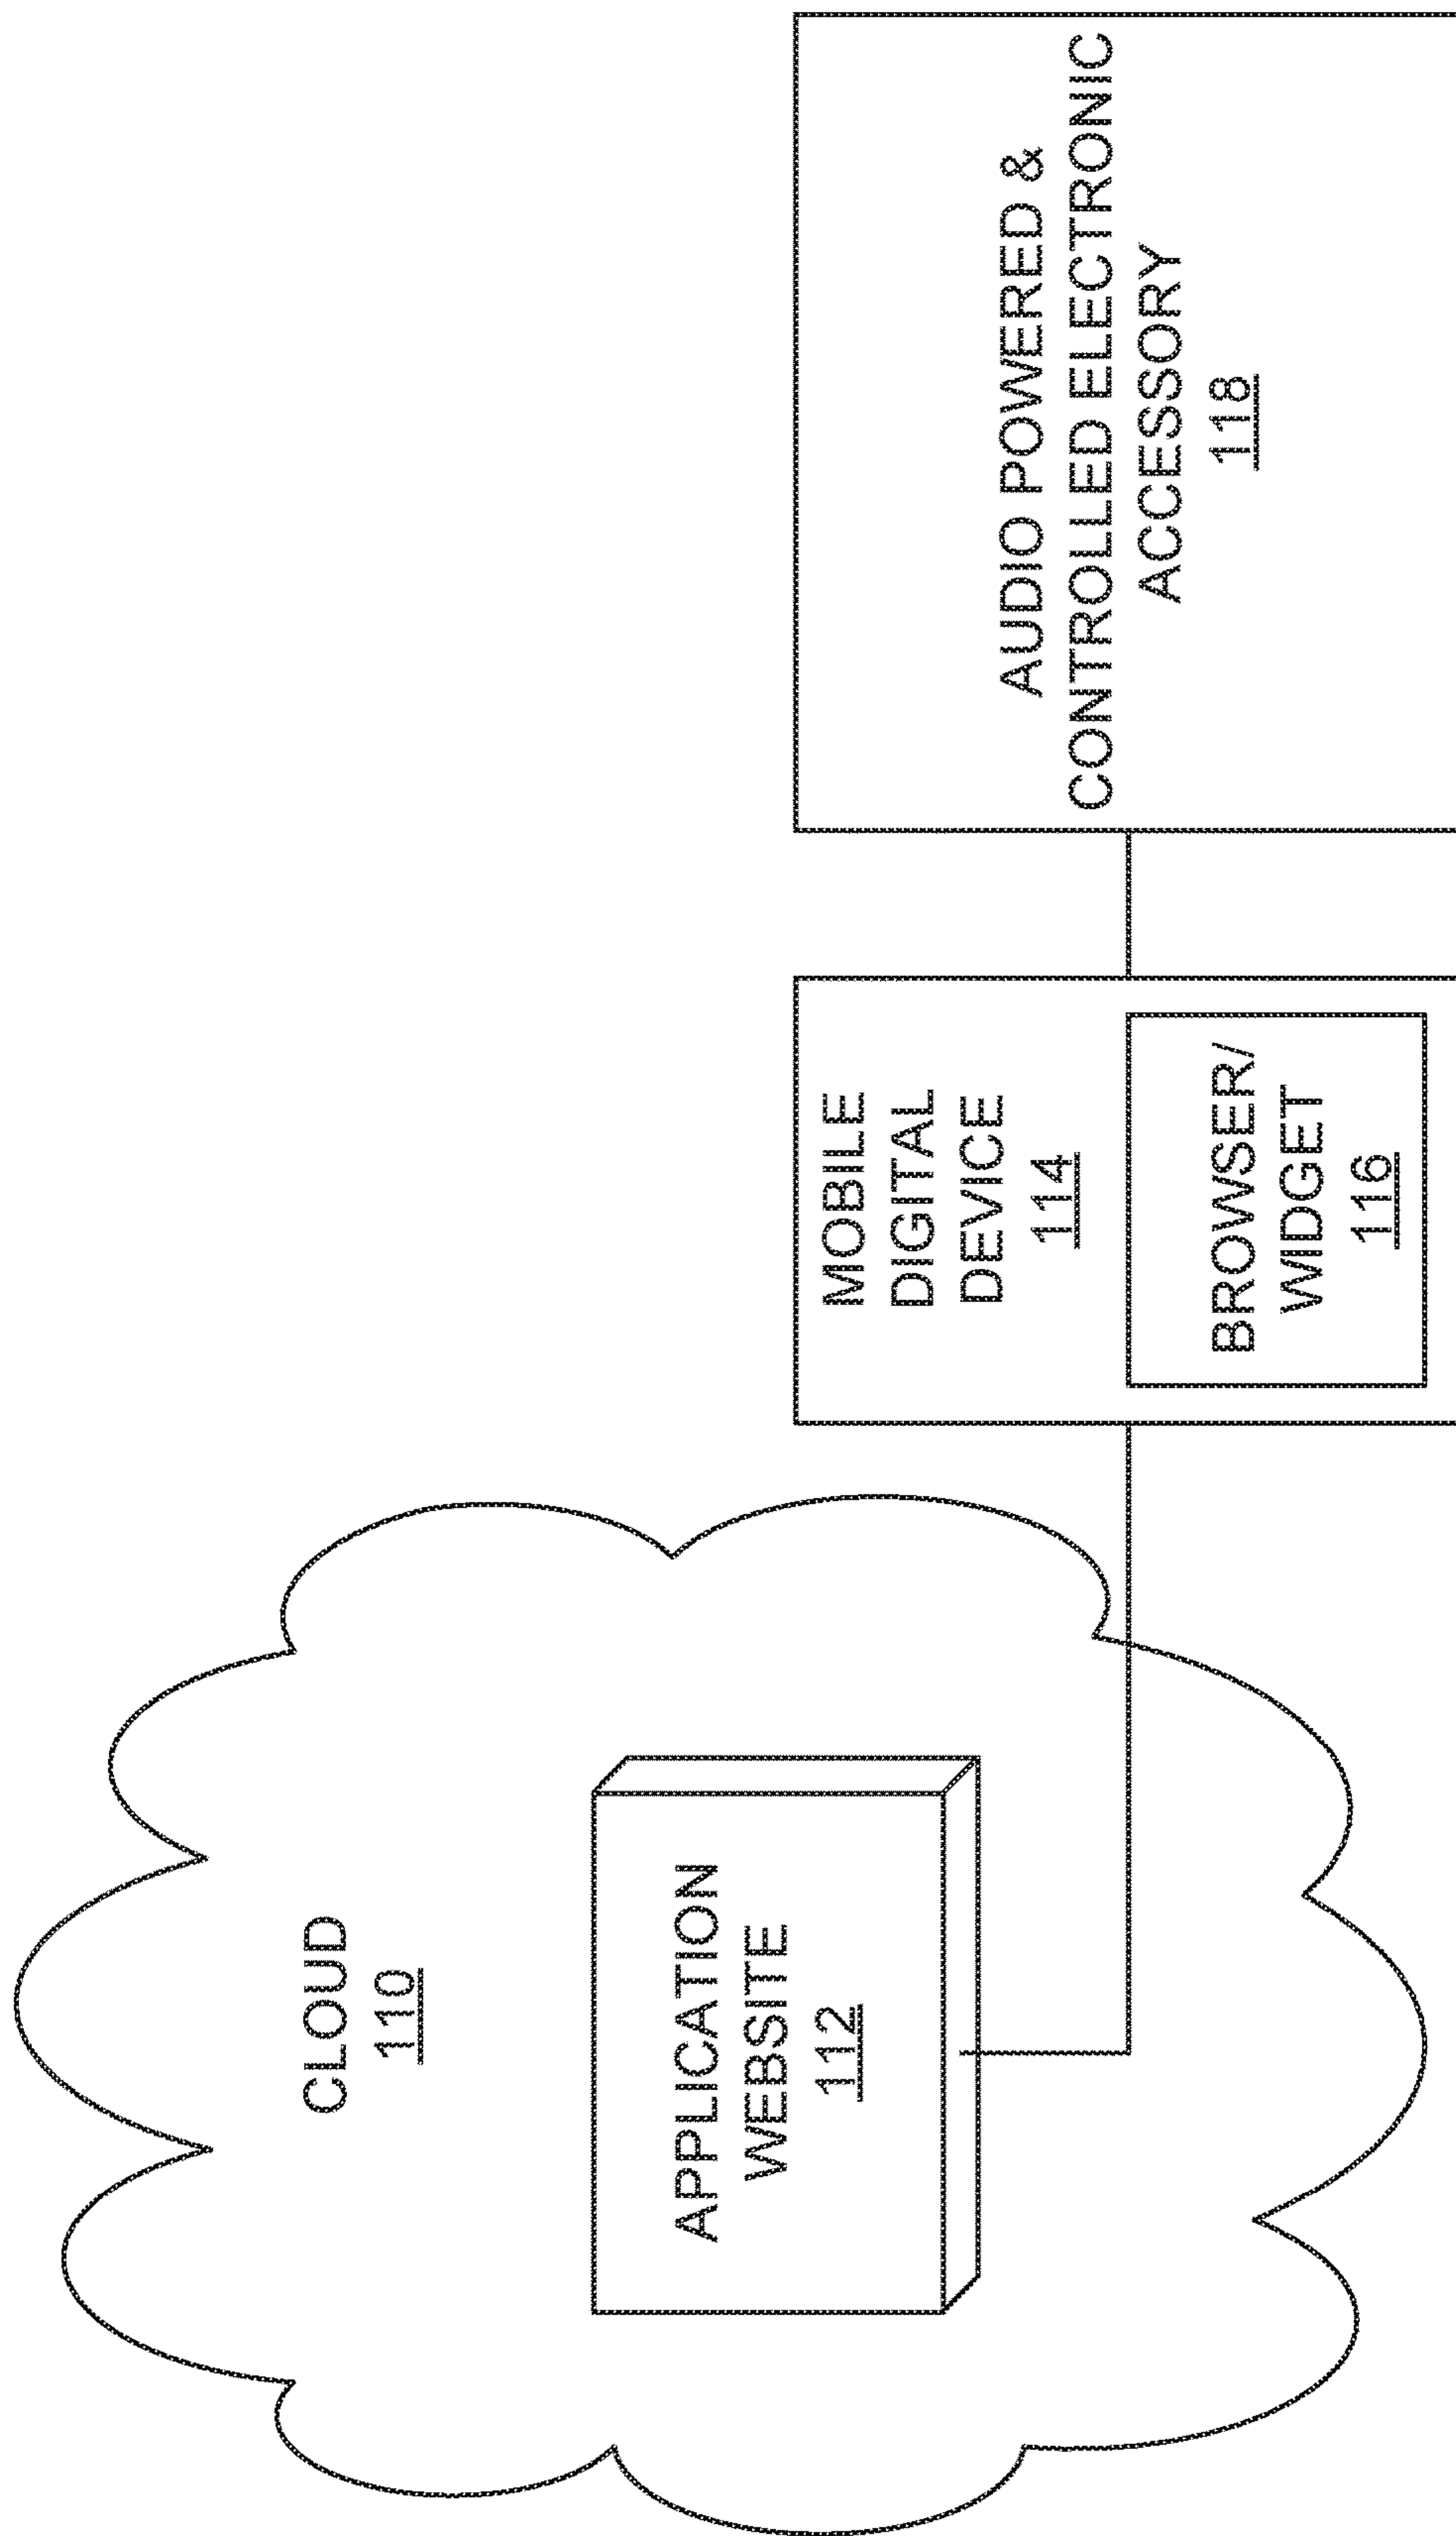 CLOUD
110
APPLICATION
WEBSITE
112
MOBILE
DIGITAL
DEVICE
114
BROWSER/
WIDGET
116
AUDIO POWERED &
CONTROLLED ELECTRONIC
ACCESSORY
118